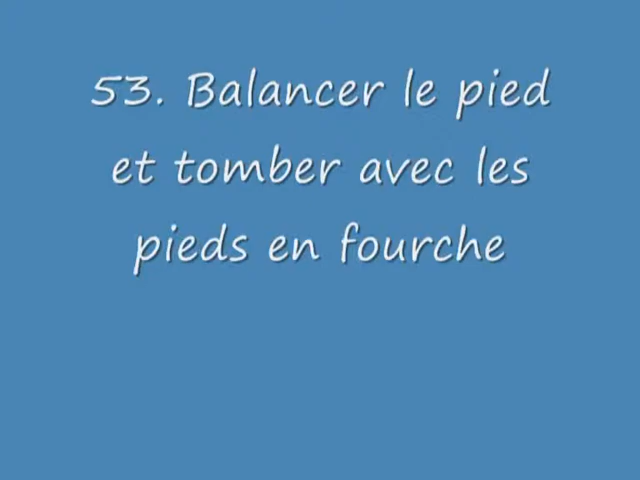 53. Balancer le pied
et tomber avec les
pieds en fourche